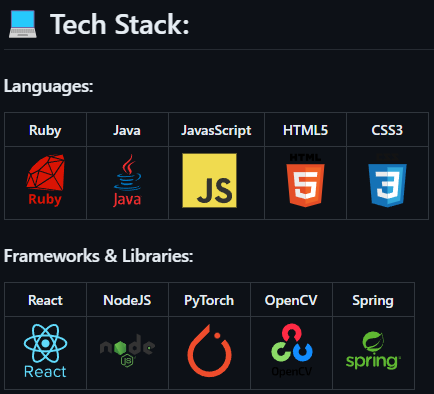 Tech Stack:
Languages:
Ruby Java JavasScript HTML5 CSS3
Ruby Java JS HTML 5 3
Frameworks & Libraries:
React NodeJS PyTorch OpenCV Spring
React node JS OpenCV spring